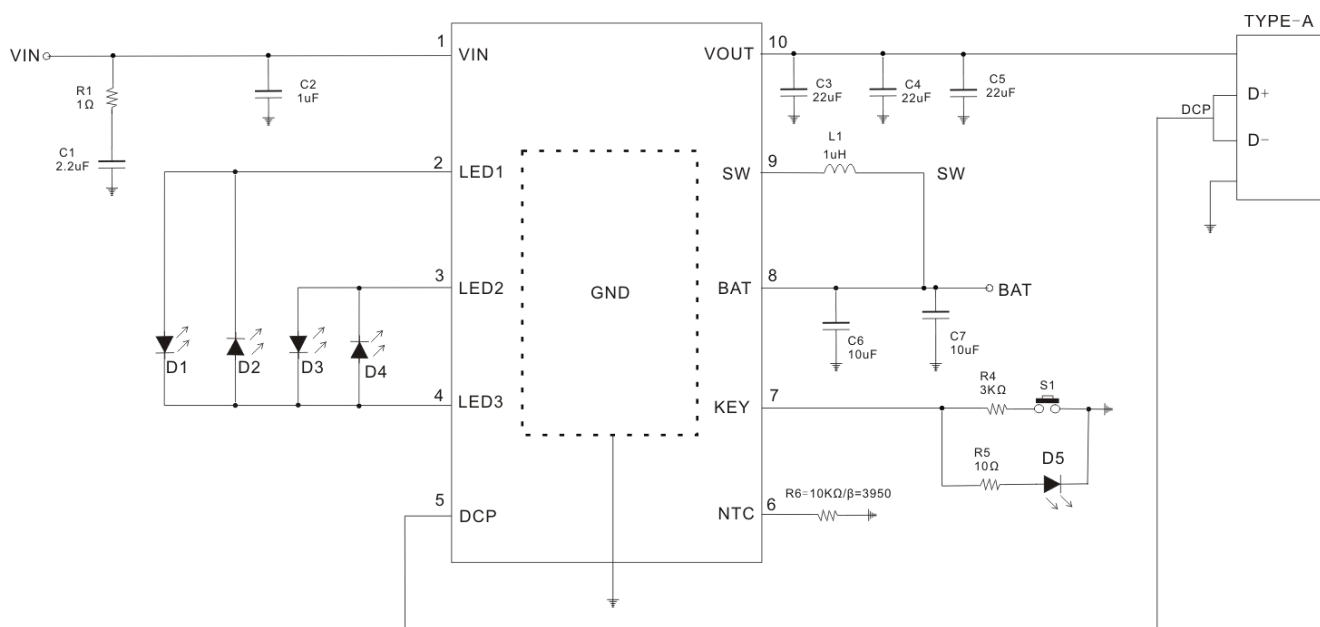 TYPE-A
VIN
1
VIN
VOUT
10
R1
1Ω
C2
1uF
C3
22uF
C4
22uF
C5
22uF
D+
DCP
D-
C1
2.2uF
2
LED1
L1
1uH
SW
9
SW
3
LED2
GND
BAT
8
BAT
D1
D2
D3
D4
C6
10uF
C7
10uF
4
LED3
KEY
7
R4
3KΩ
S1
R5
10Ω
D5
5
DCP
NTC
6
R6=10KΩ/β=3950